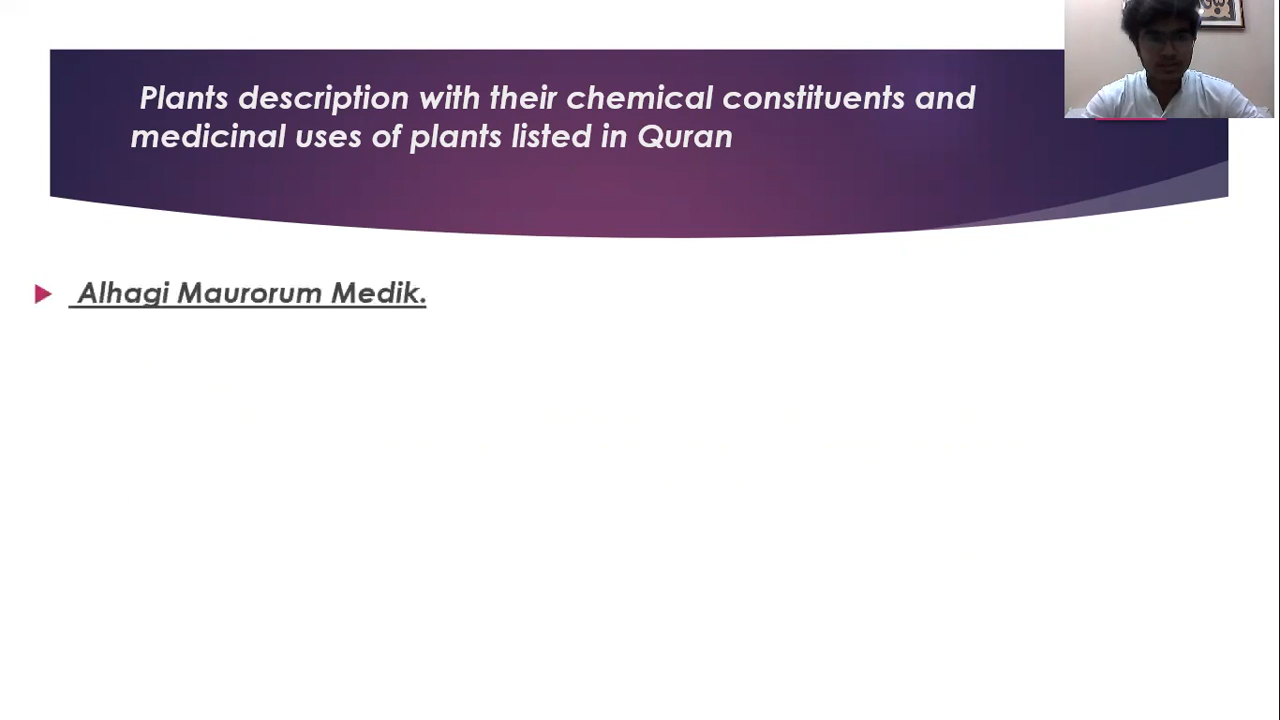 Plants description with their chemical constituents and
medicinal uses of plants listed in Quran
Alhagi Maurorum Medik.